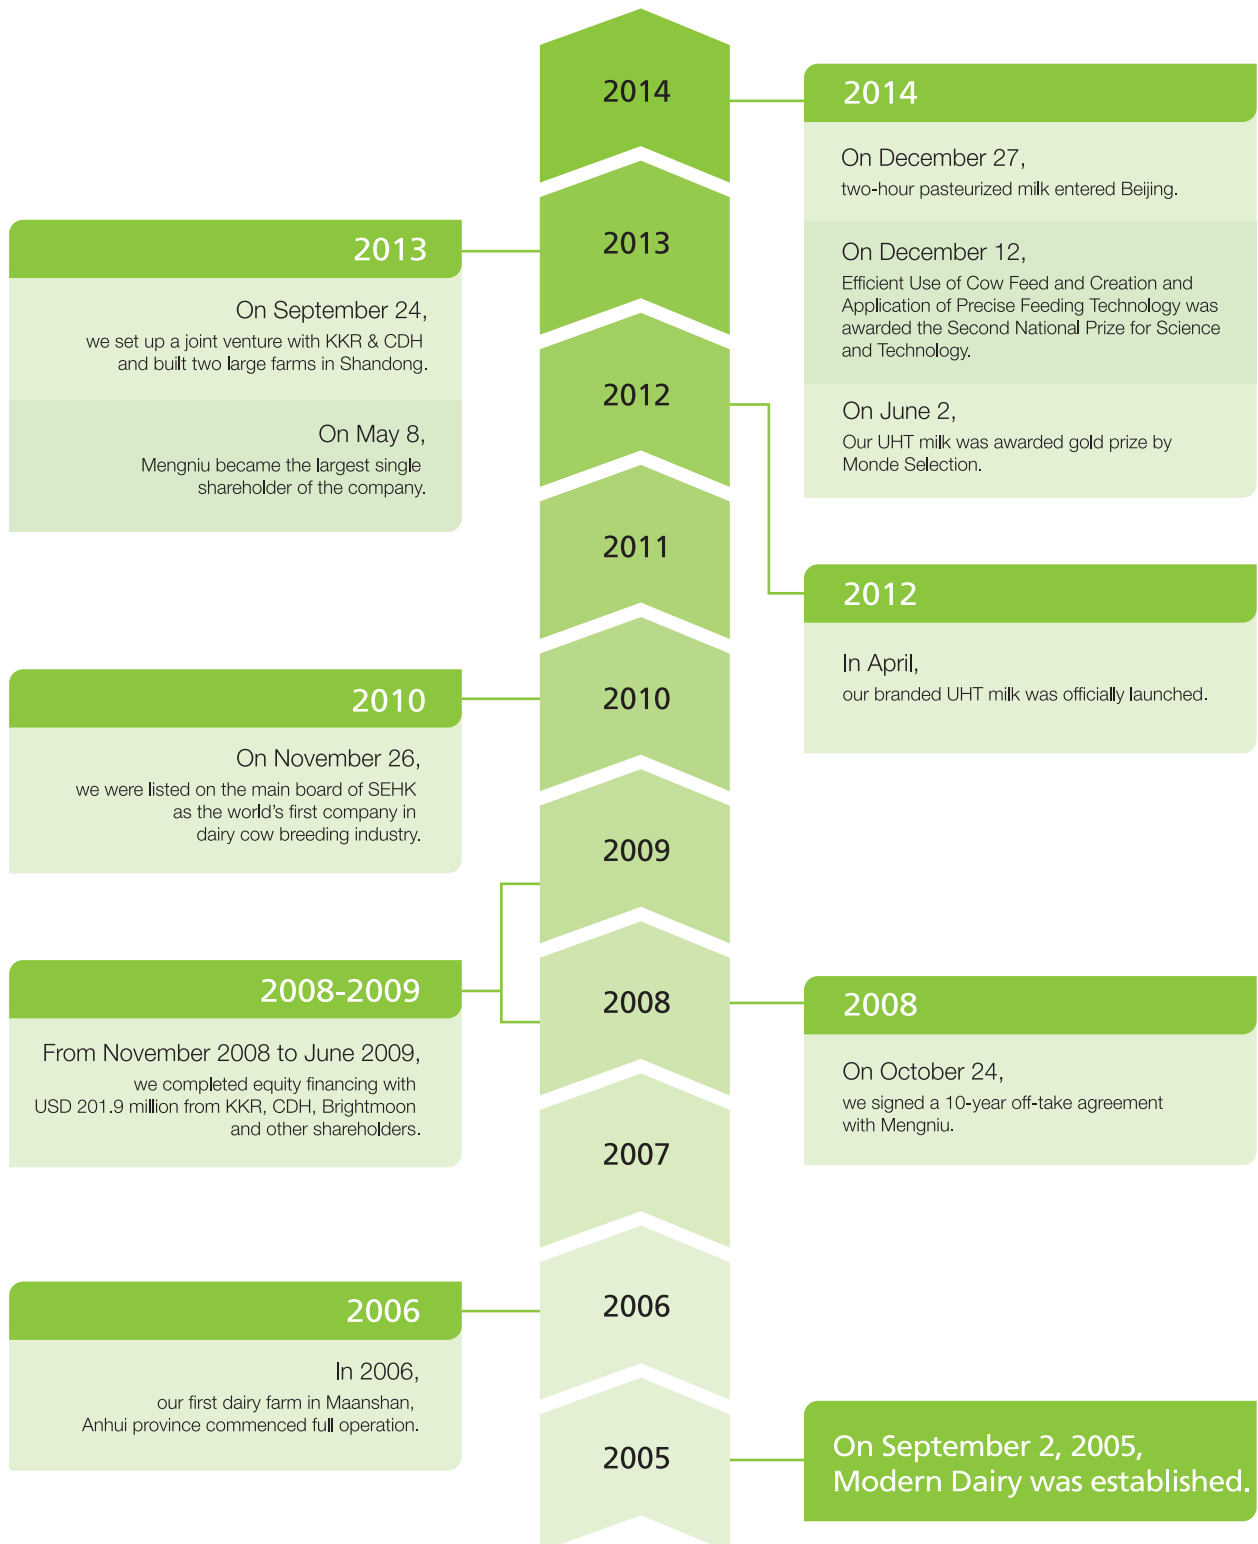 2014
2013
2012
2011
2010
2009
2008
2007
2006
2005
2014
On December 27,
two-hour pasteurized milk entered Beijing.
On December 12,
Efficient Use of Cow Feed and Creation and
Application of Precise Feeding Technology was
awarded the Second National Prize for Science
and Technology.
On June 2,
Our UHT milk was awarded gold prize by
Monde Selection.
2013
On September 24,
we set up a joint venture with KKR & CDH
and built two large farms in Shandong.
On May 8,
Mengniu became the largest single
shareholder of the company.
2012
In April,
our branded UHT milk was officially launched.
2010
On November 26,
we were listed on the main board of SEHK
as the world's first company in
dairy cow breeding industry.
2008-2009
From November 2008 to June 2009,
we completed equity financing with
USD 201.9 million from KKR, CDH, Brightmoon
and other shareholders.
2008
On October 24,
we signed a 10-year off-take agreement
with Mengniu.
2006
In 2006,
our first dairy farm in Maanshan,
Anhui province commenced full operation.
On September 2, 2005,
Modern Dairy was established.